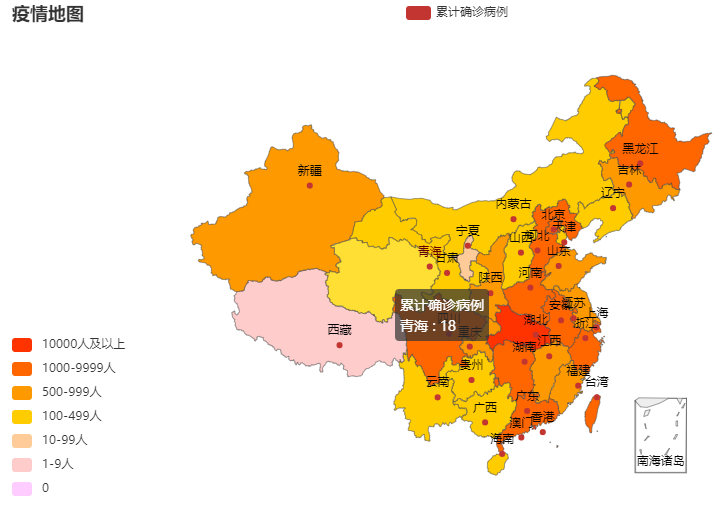 疫情地图
累计确诊病例
黑龙江
吉林
新疆
辽宁
内蒙古
北京
天津
宁夏
山西
河北
青海
甘肃
山东
陕西
河南
累计确诊病例
青海 : 18
西藏
四川
重庆
湖北
安徽
江苏
上海
浙江
湖南
江西
贵州
云南
福建
台湾
广西
广东
澳门
香港
海南
南海诸岛
10000人及以上
1000-9999人
500-999人
100-499人
10-99人
1-9人
0